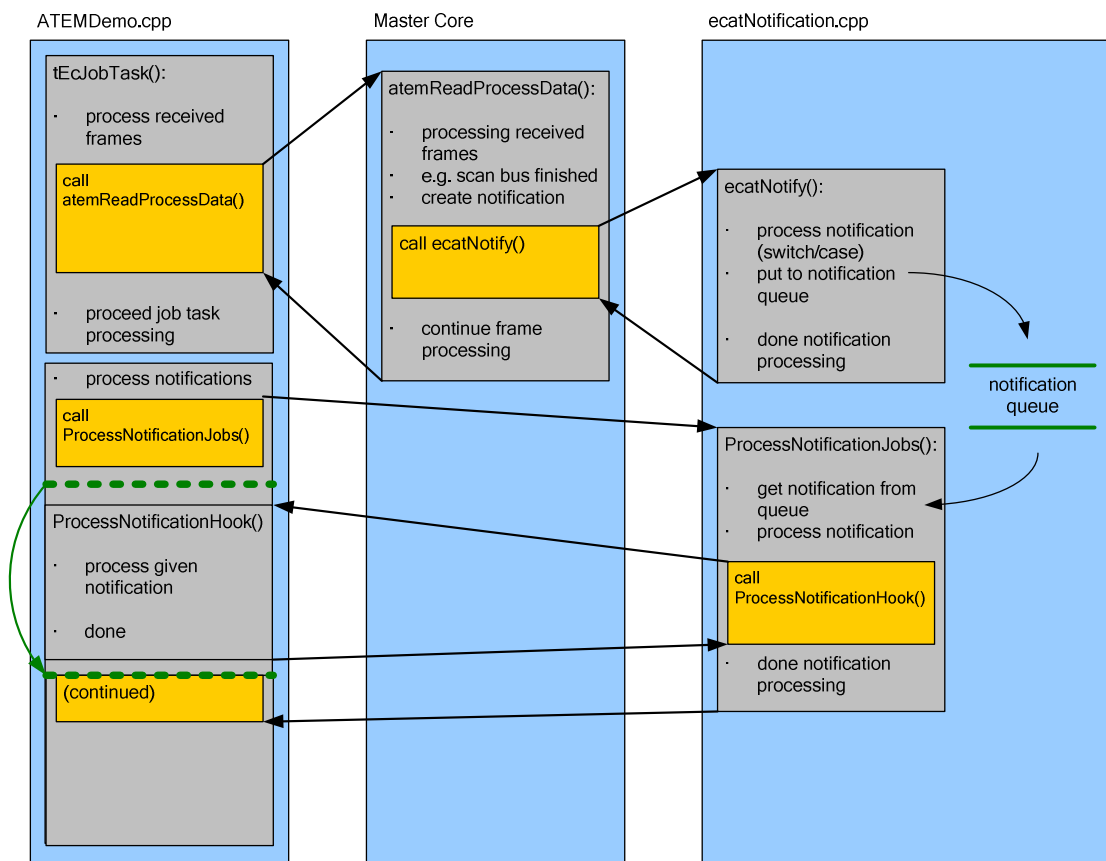 ATEMDemo.cpp
Master Core
ecatNotification.cpp
tEcJobTask():
· process received
frames
call
atemReadProcessData()
· proceed job task
processing
atemReadProcessData():
· processing received
frames
· e.g. scan bus finished
· create notification
call ecatNotify()
· continue frame
processing
ecatNotify():
· process notification
(switch/case)
· put to notification
queue
· done notification
processing
notification
queue
· process notifications
call
ProcessNotificationJobs()
ProcessNotificationHook()
· process given
notification
· done
(continued)
ProcessNotificationJobs():
· get notification from
queue
· process notification
call
ProcessNotificationHook()
· done notification
processing